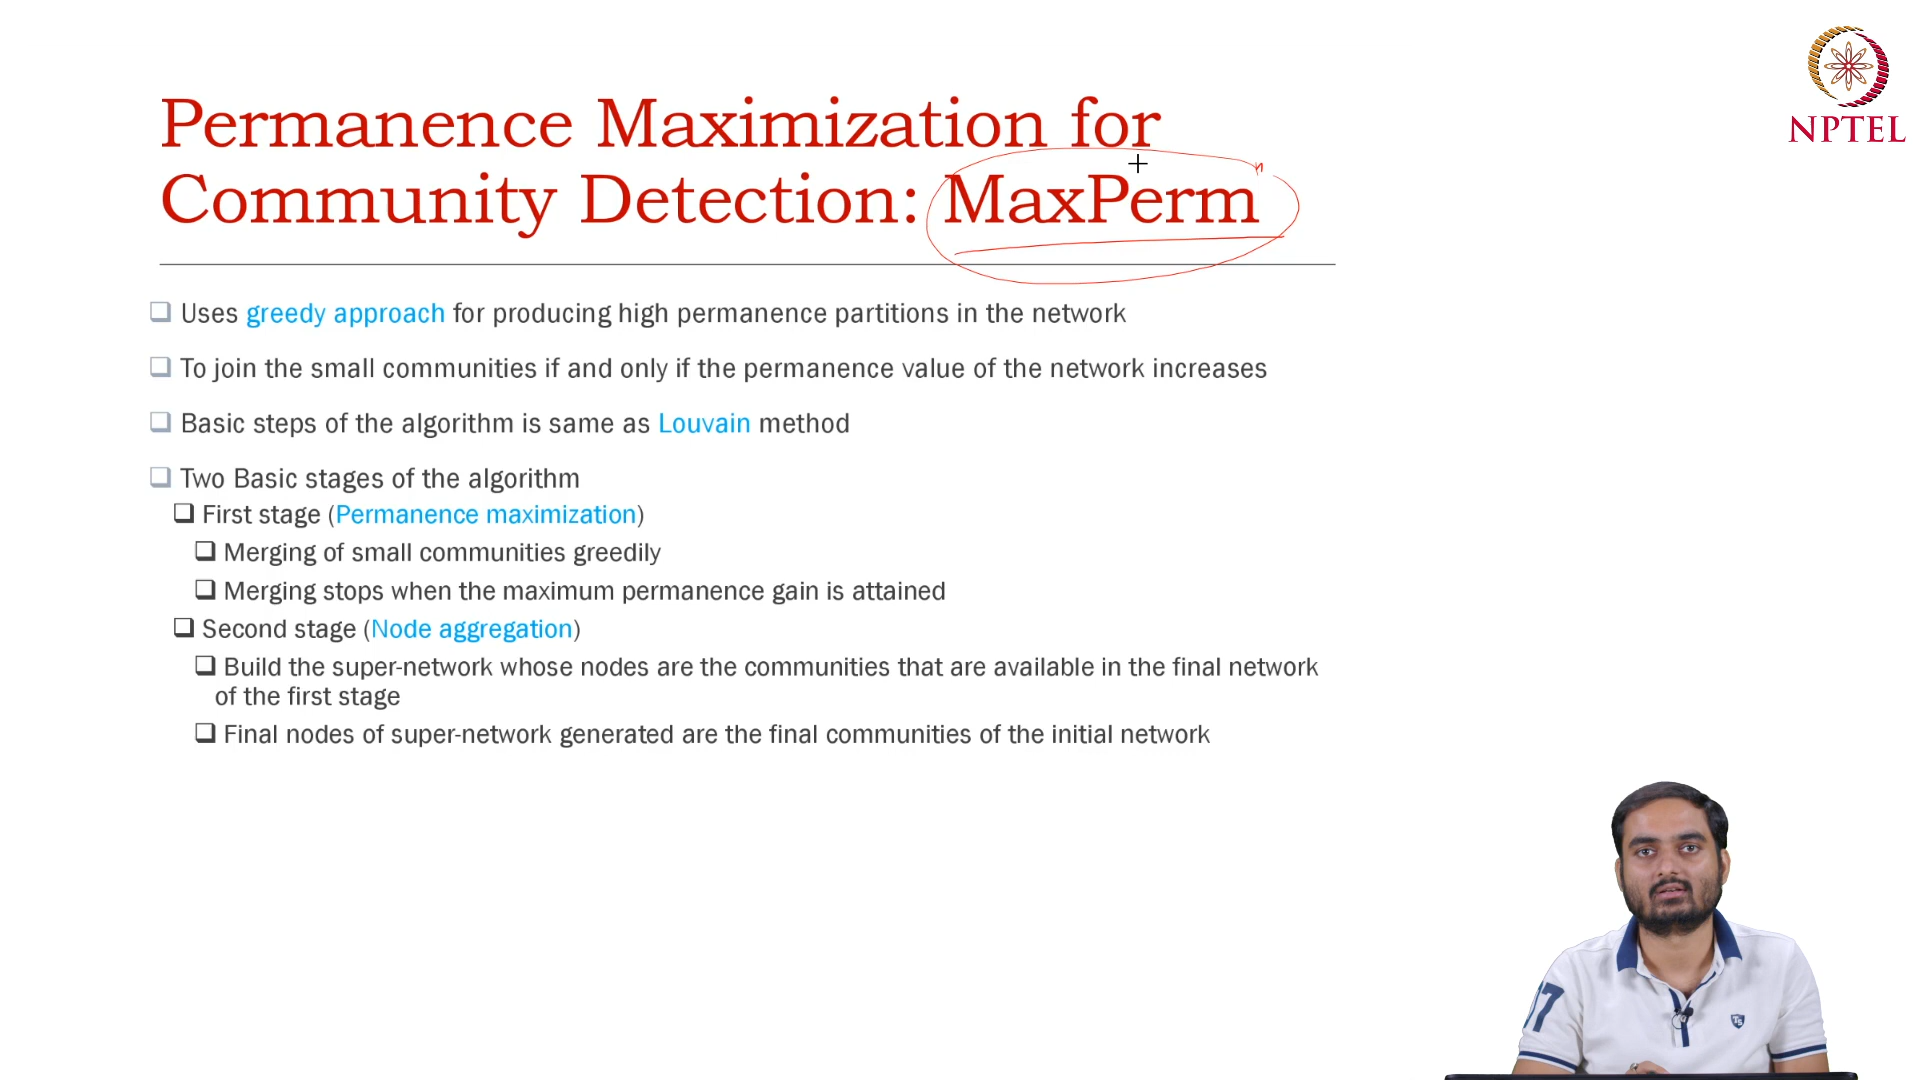 NPTEL
Permanence Maximization for
Community Detection: MaxPerm
Uses greedy approach for producing high permanence partitions in the network
To join the small communities if and only if the permanence value of the network increases
Basic steps of the algorithm is same as Louvain method
Two Basic stages of the algorithm
First stage (Permanence maximization)
Merging of small communities greedily
Merging stops when the maximum permanence gain is attained
Second stage (Node aggregation)
Build the super-network whose nodes are the communities that are available in the final network
of the first stage
Final nodes of super-network generated are the final communities of the initial network